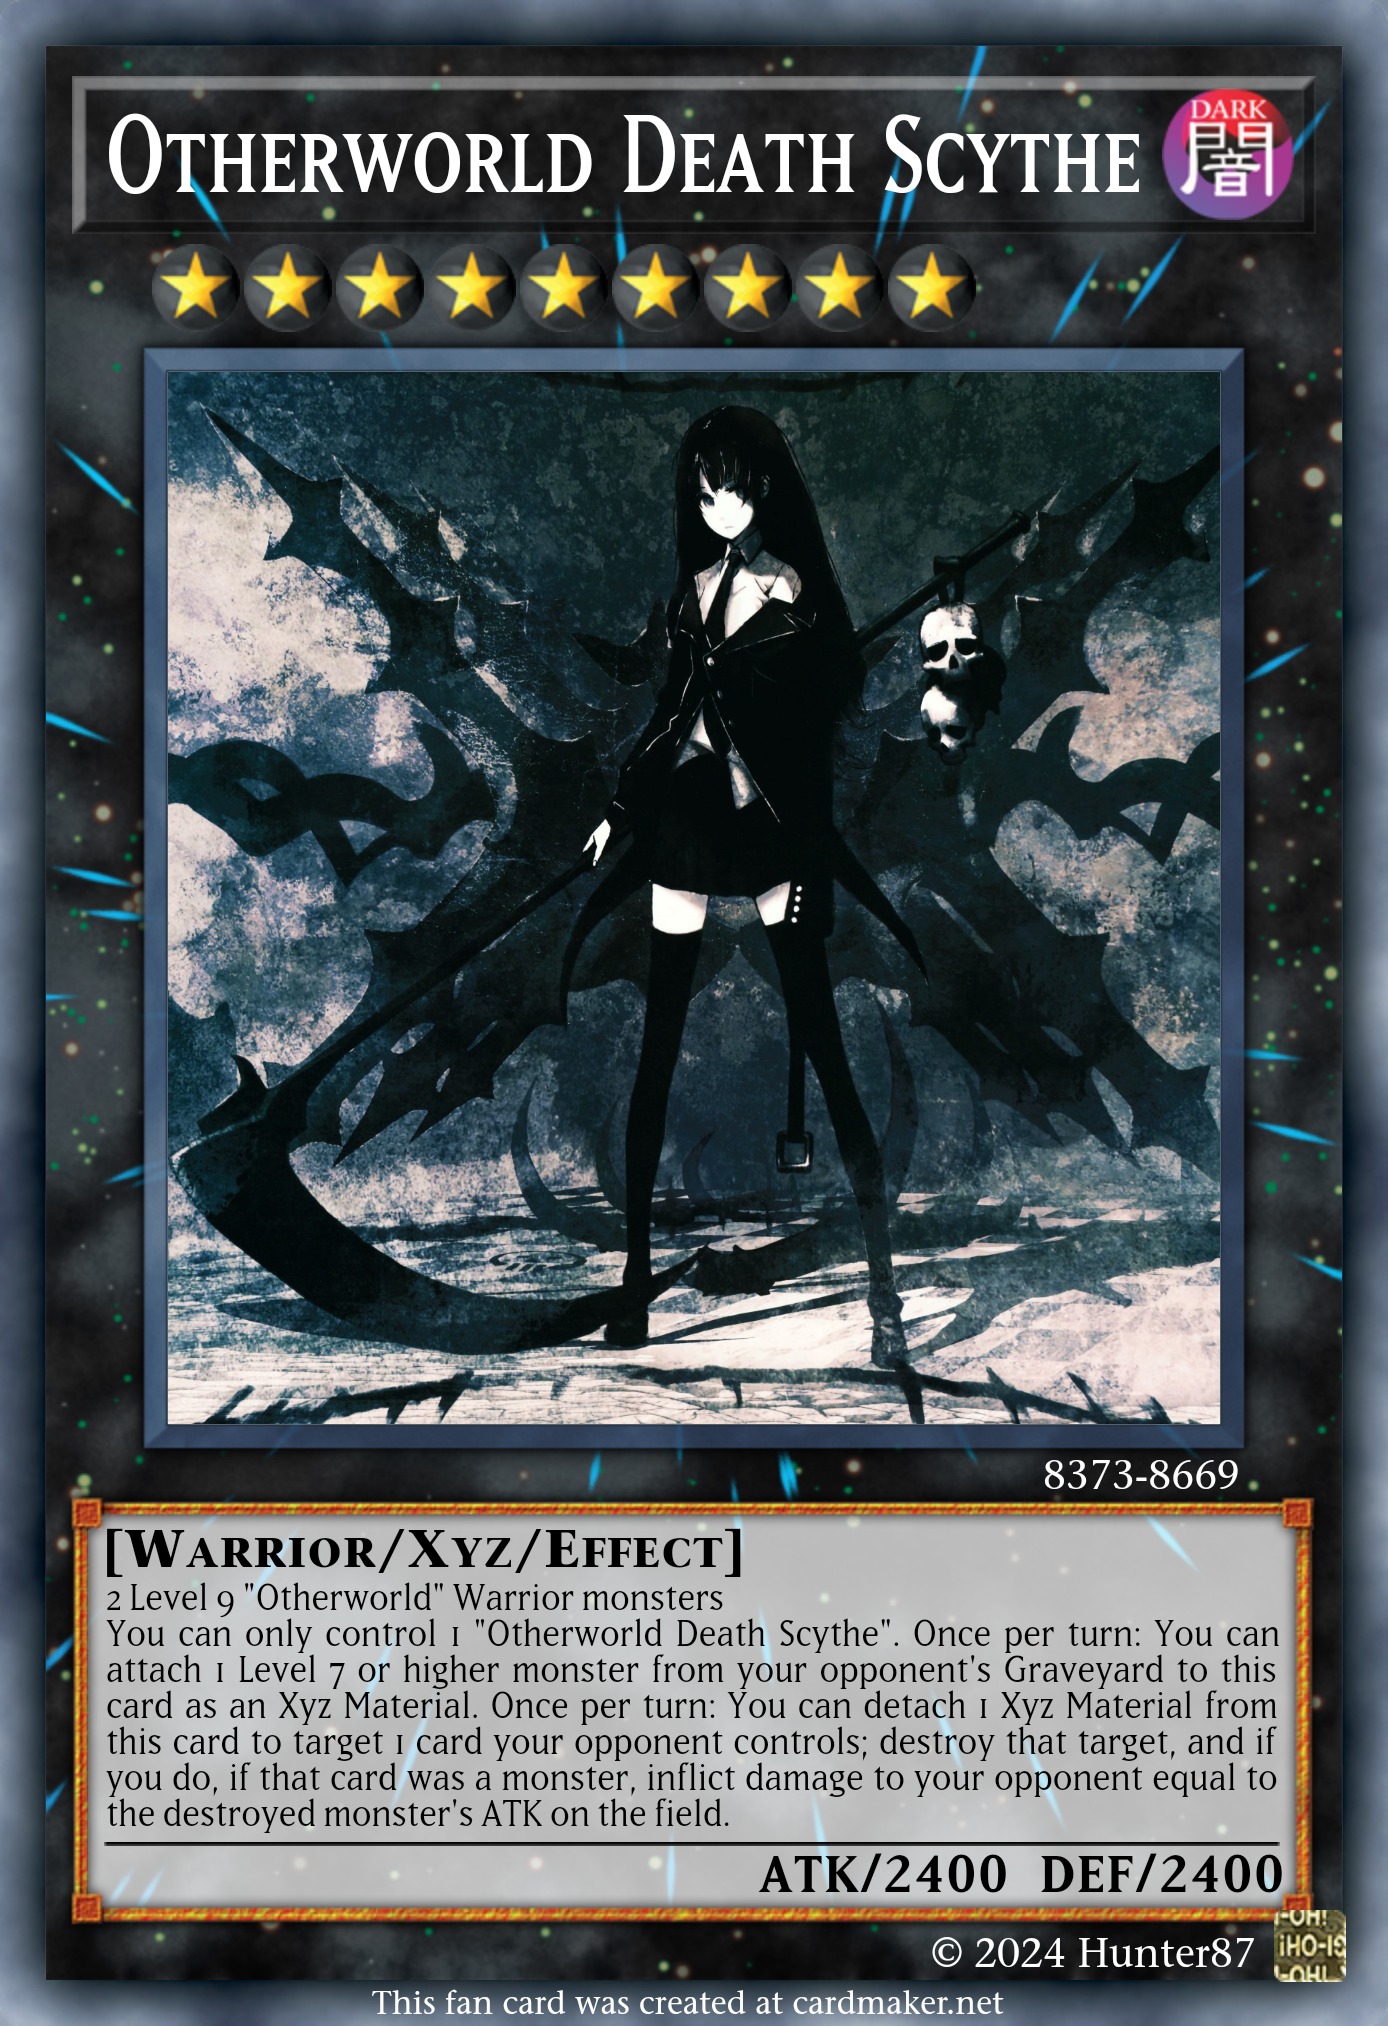 Otherworld Death Scythe
DARK
闇
8373-8669
[Warrior/Xyz/Effect]
2 Level 9 "Otherworld" Warrior monsters
You can only control 1 "Otherworld Death Scythe". Once per turn: You can
attach 1 Level 7 or higher monster from your opponent's Graveyard to this
card as an Xyz Material. Once per turn: You can detach 1 Xyz Material from
this card to target 1 card your opponent controls; destroy that target, and if
you do, if that card was a monster, inflict damage to your opponent equal to
the destroyed monster's ATK on the field.
ATK/2400 DEF/2400
© 2024 Hunter87
-OH!
iHO-IS
-OH!
This fan card was created at cardmaker.net